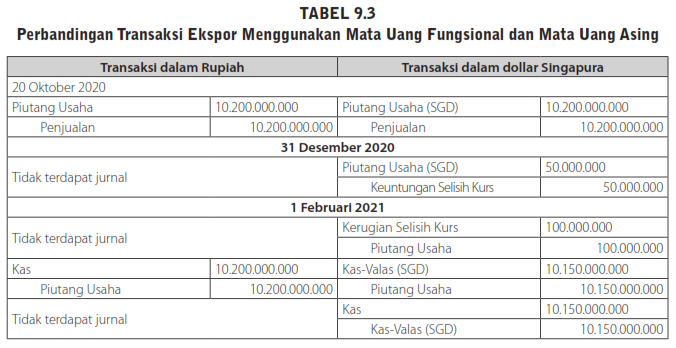 TABEL 9.3
Perbandingan Transaksi Ekspor Menggunakan Mata Uang Fungsional dan Mata Uang Asing
Transaksi dalam Rupiah Transaksi dalam dollar Singapura
20 Oktober 2020
Piutang Usaha 10.200.000.000 Piutang Usaha (SGD) 10.200.000.000
Penjualan 10.200.000.000 Penjualan 10.200.000.000
31 Desember 2020
Tidak terdapat jurnal Piutang Usaha (SGD) 50.000.000
Keuntungan Selisih Kurs 50.000.000
1 Februari 2021
Tidak terdapat jurnal Kerugian Selisih Kurs 100.000.000
Piutang Usaha 100.000.000
Kas 10.200.000.000 Kas-Valas (SGD) 10.150.000.000
Piutang Usaha 10.200.000.000 Piutang Usaha 10.150.000.000
Tidak terdapat jurnal Kas 10.150.000.000
Kas-Valas (SGD) 10.150.000.000